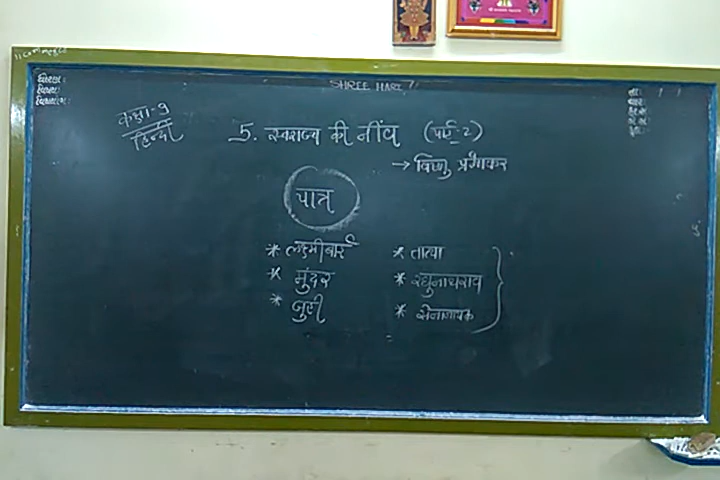 SHREE HARI
कक्षा-9
हिन्दी
5. स्वराज्य की नींव (पार्ट-2)
→ विष्णु प्रभाकर
पात्र
* लक्ष्मीबाई
* मुंदर
* जुही
* तात्या
* रघुनाथराव
* सेनानायक